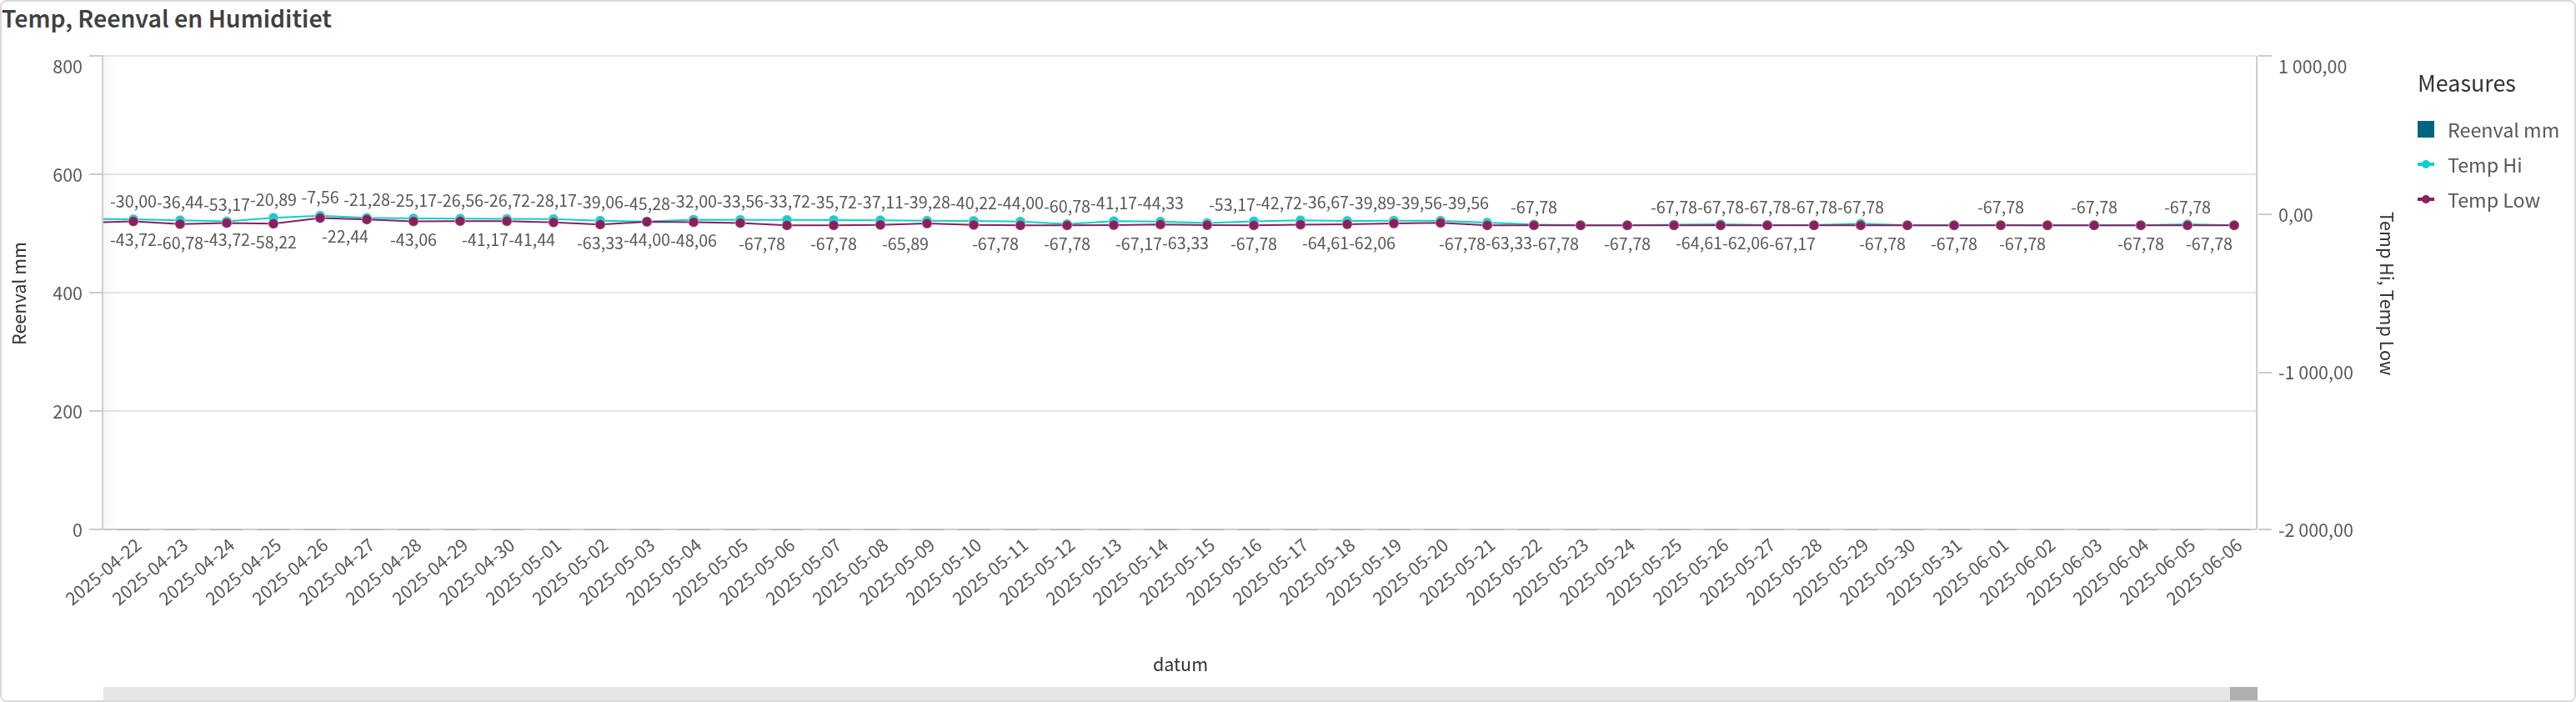 Temp, Reenval en Humiditiet
800
600
400
200
0
Reenval mm
1 000,00
0,00
-1 000,00
-2 000,00
Temp Hi, Temp Low
Measures
Reenval mm
Temp Hi
Temp Low
-30,00 -36,44 -53,17 -20,89 -7,56 -21,28 -25,17 -26,56 -26,72 -28,17 -39,06 -45,28 -32,00 -33,56 -33,72 -35,72 -37,11 -39,28 -40,22 -44,00 -60,78 -41,17 -44,33 -53,17 -42,72 -36,67 -39,89 -39,56 -39,56 -67,78 -67,78 -67,78 -67,78 -67,78 -67,78 -67,78 -67,78 -67,78
-43,72 -60,78 -43,72 -58,22 -22,44 -43,06 -41,17 -41,44 -63,33 -44,00 -48,06 -67,78 -67,78 -65,89 -67,78 -67,78 -67,17 -63,33 -67,78 -64,61 -62,06 -67,78 -63,33 -67,78 -67,78 -64,61 -62,06 -67,17 -67,78 -67,78 -67,78 -67,78 -67,78
2025-04-22 2025-04-23 2025-04-24 2025-04-25 2025-04-26 2025-04-27 2025-04-28 2025-04-29 2025-04-30 2025-05-01 2025-05-02 2025-05-03 2025-05-04 2025-05-05 2025-05-06 2025-05-07 2025-05-08 2025-05-09 2025-05-10 2025-05-11 2025-05-12 2025-05-13 2025-05-14 2025-05-15 2025-05-16 2025-05-17 2025-05-18 2025-05-19 2025-05-20 2025-05-21 2025-05-22 2025-05-23 2025-05-24 2025-05-25 2025-05-26 2025-05-27 2025-05-28 2025-05-29 2025-05-30 2025-05-31 2025-06-01 2025-06-02 2025-06-03 2025-06-04 2025-06-05 2025-06-06
datum